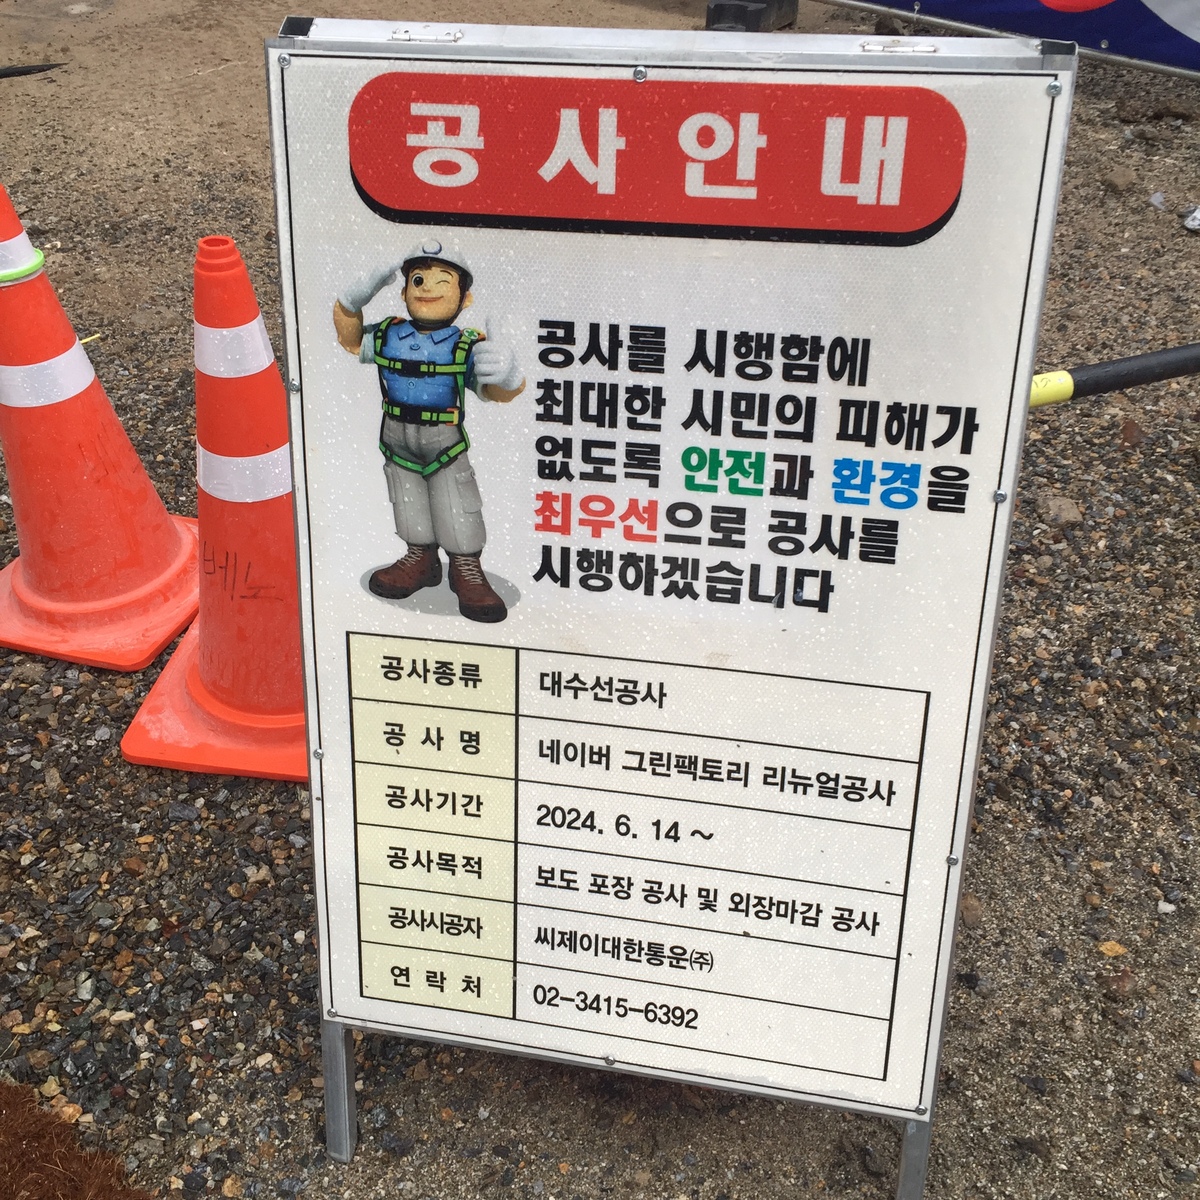 공사안내
공사를 시행함에
최대한 시민의 피해가
없도록 안전과 환경을
최우선으로 공사를
시행하겠습니다
공사종류 대수선공사
공사명 네이버 그린팩토리 리뉴얼공사
공사기간 2024. 6. 14 ~
공사목적 보도 포장 공사 및 외장마감 공사
공사시공자 씨제이대한통운㈜
연락처 02-3415-6392
베노